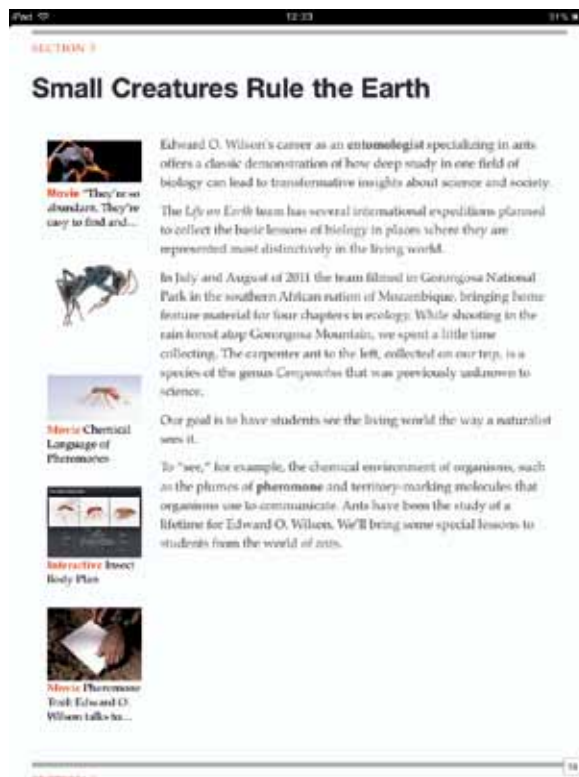 iPad
12:33
SECTION 3
Small Creatures Rule the Earth
Movie "They're so
abundant. They're
easy to find and...
Movie Chemical
Language of
Pheromones
Interactive Insect
Body Plan
Movie Pheromone
Trail: Edward O.
Wilson talks to...
Edward O. Wilson's career as an entomologist specializing in ants
offers a classic demonstration of how deep study in one field of
biology can lead to transformative insights about science and society.
The Life on Earth team has several international expeditions planned
to collect the basic lessons of biology in places where they are
represented most distinctively in the living world.
In July and August of 2011 the team filmed in Gorongosa National
Park in the southern African nation of Mozambique, bringing home
feature material for four chapters in ecology. While shooting in the
rain forest atop Gorongosa Mountain, we spent a little time
collecting. The carpenter ant to the left, collected on our trip, is a
species of the genus Camponotus that was previously unknown to
science.
Our goal is to have students see the living world the way a naturalist
sees it.
To "see," for example, the chemical environment of organisms, such
as the plumes of pheromone and territory-marking molecules that
organisms use to communicate. Ants have been the study of a
lifetime for Edward O. Wilson. We'll bring some special lessons to
students from the world of ants.